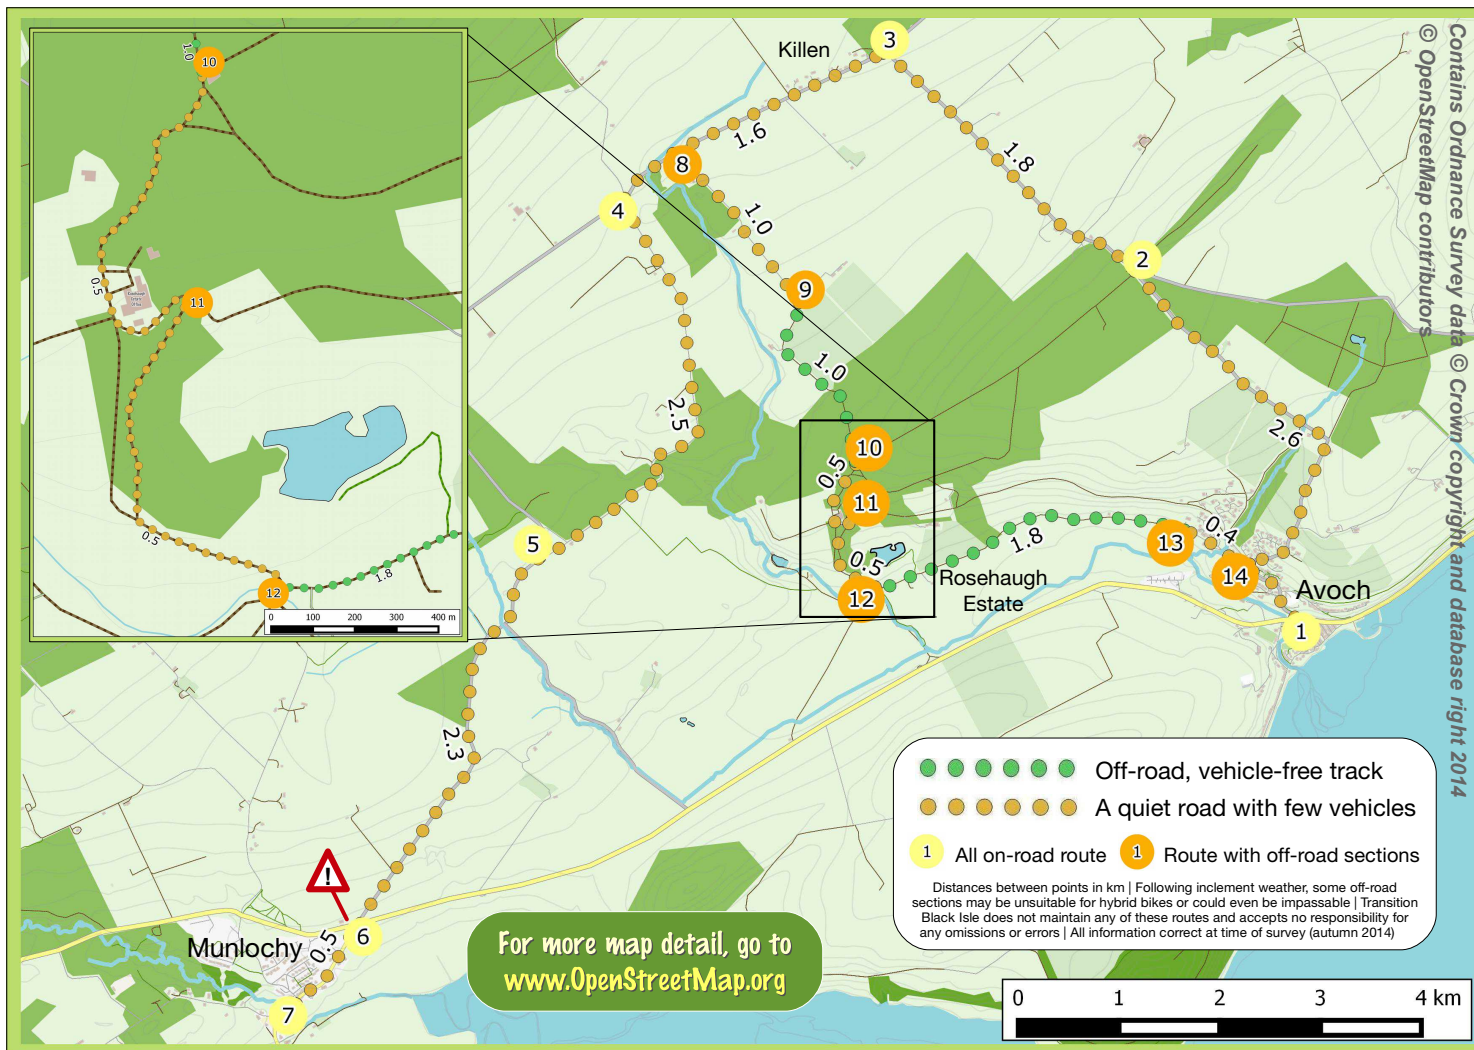 Killen
3
1.6
8
4
1.0
1.8
2
9
1.0
2.5
2.6
10
0.5
11
5
0.5
12
1.8
Rosehaugh
Estate
13
0.4
14
Avoch
1
2.3
6
Munlochy
0.5
7
!
1.0
10
0.5
11
0.5
12
1.8
0 100 200 300 400 m
For more map detail, go to
www.OpenStreetMap.org
Off-road, vehicle-free track
A quiet road with few vehicles
1 All on-road route 1 Route with off-road sections
Distances between points in km | Following inclement weather, some off-road
sections may be unsuitable for hybrid bikes or could even be impassable | Transition
Black Isle does not maintain any of these routes and accepts no responsibility for
any omissions or errors | All information correct at time of survey (autumn 2014)
0 1 2 3 4 km
Contains Ordnance Survey data © Crown copyright and database right 2014
© OpenStreetMap contributors